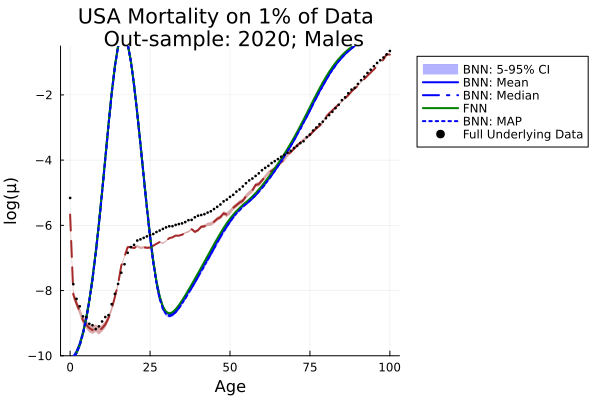 USA Mortality on 1% of Data
Out-sample: 2020; Males
BNN: 5-95% CI
BNN: Mean
BNN: Median
FNN
BNN: MAP
Full Underlying Data
log(μ)
−2
−4
−6
−8
−10
0
25
50
75
100
Age